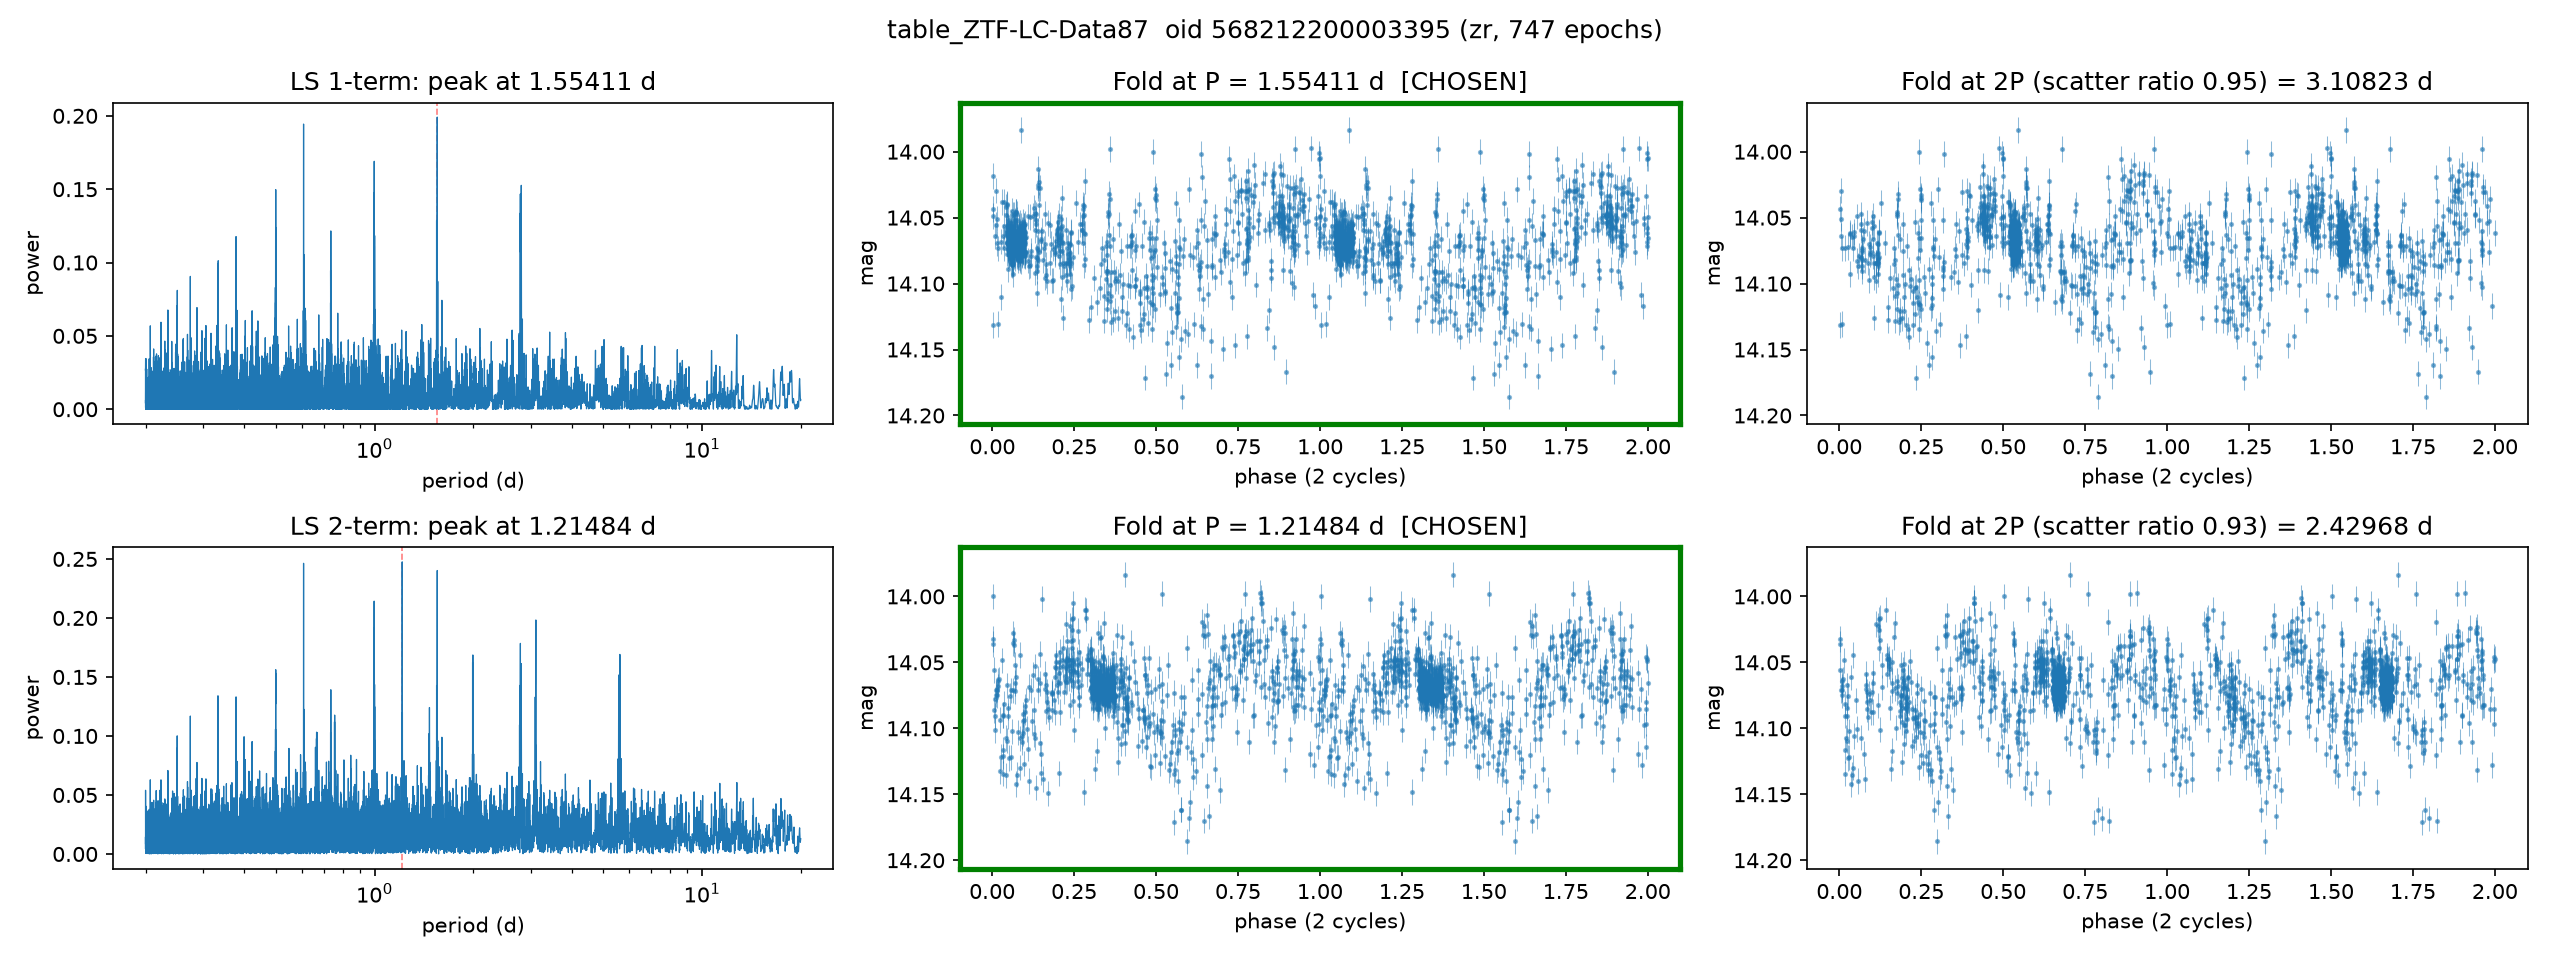 table_ZTF-LC-Data87  oid 568212200003395 (zr, 747 epochs)
LS 1-term: peak at 1.55411 d
Fold at P = 1.55411 d  [CHOSEN]
Fold at 2P (scatter ratio 0.95) = 3.10823 d
power
0.20
0.15
0.10
0.05
0.00
10^0
10^1
period (d)
mag
14.00
14.05
14.10
14.15
14.20
0.00 0.25 0.50 0.75 1.00 1.25 1.50 1.75 2.00
phase (2 cycles)
mag
14.00
14.05
14.10
14.15
14.20
0.00 0.25 0.50 0.75 1.00 1.25 1.50 1.75 2.00
phase (2 cycles)
LS 2-term: peak at 1.21484 d
Fold at P = 1.21484 d  [CHOSEN]
Fold at 2P (scatter ratio 0.93) = 2.42968 d
power
0.25
0.20
0.15
0.10
0.05
0.00
10^0
10^1
period (d)
mag
14.00
14.05
14.10
14.15
14.20
0.00 0.25 0.50 0.75 1.00 1.25 1.50 1.75 2.00
phase (2 cycles)
mag
14.00
14.05
14.10
14.15
14.20
0.00 0.25 0.50 0.75 1.00 1.25 1.50 1.75 2.00
phase (2 cycles)